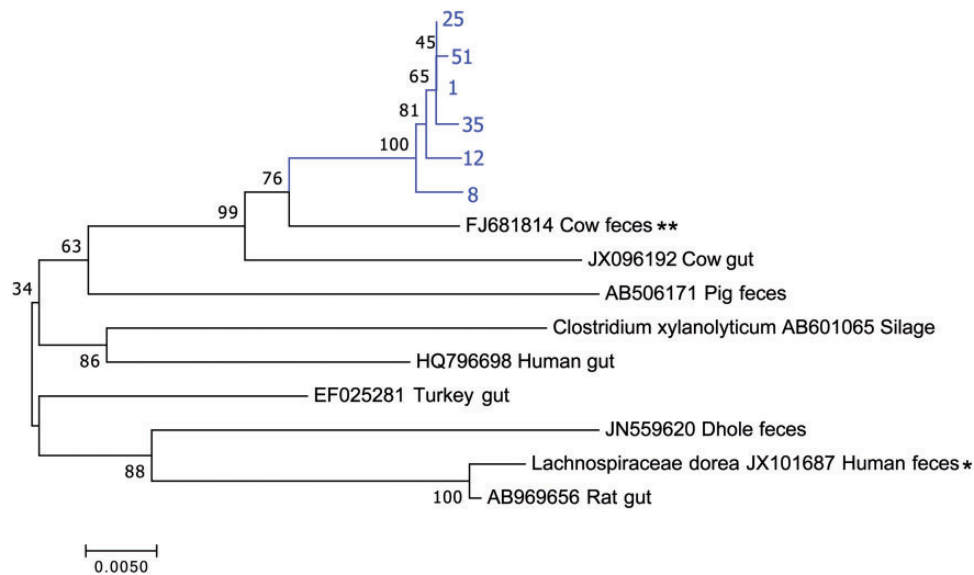 25
45
51
65
1
81
35
100
12
76
8
99
FJ681814 Cow feces **
63
JX096192 Cow gut
34
AB506171 Pig feces
Clostridium xylanolyticum AB601065 Silage
86
HQ796698 Human gut
EF025281 Turkey gut
JN559620 Dhole feces
88
Lachnospiraceae dorea JX101687 Human feces *
100
AB969656 Rat gut
0.0050